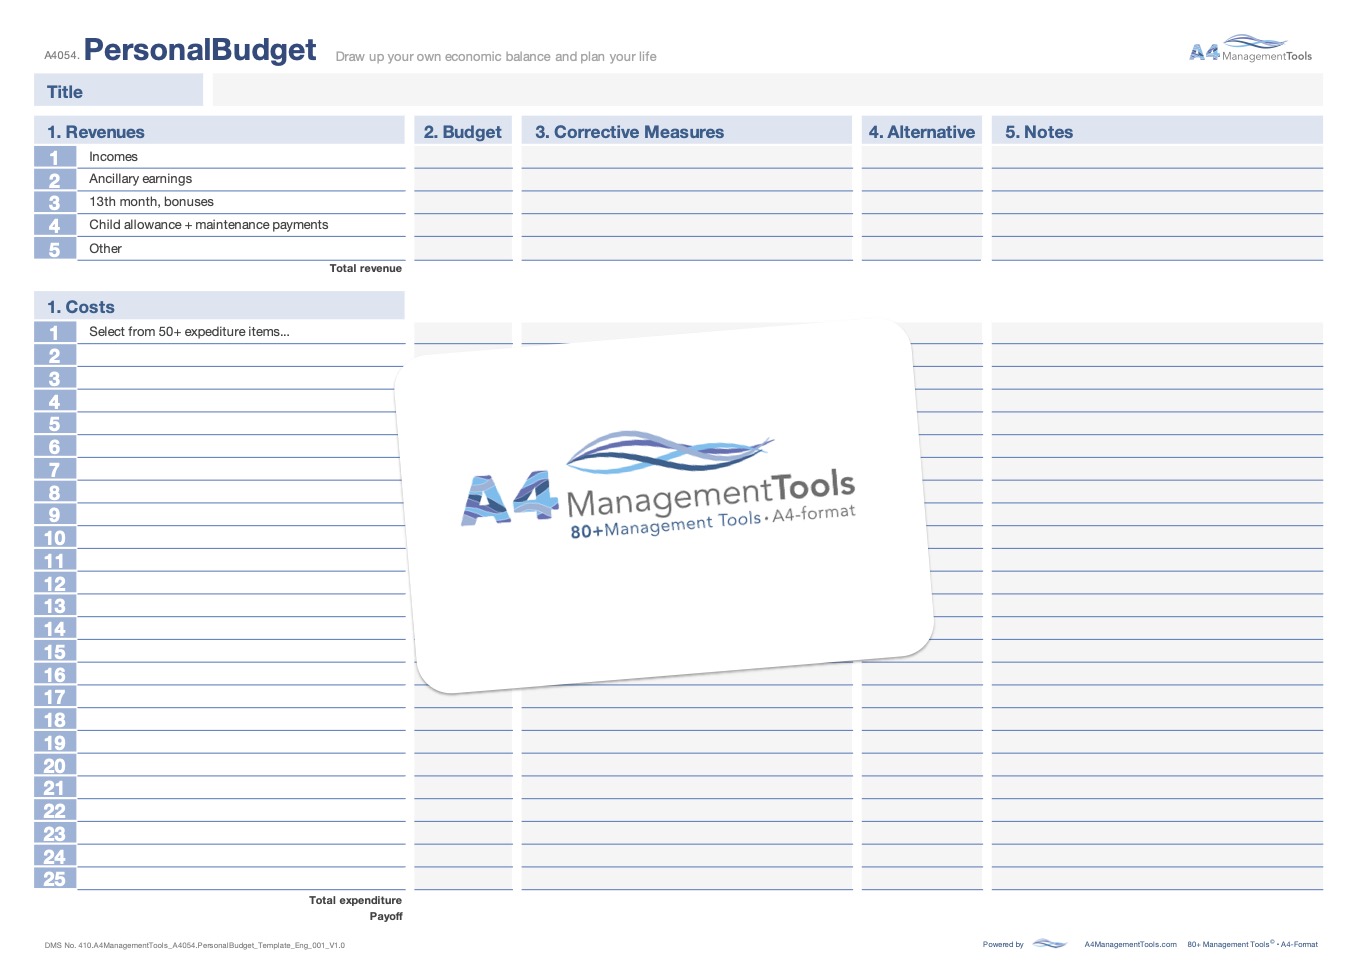 A4054. PersonalBudget Draw up your own economic balance and plan your life
A4 ManagementTools
Title
1. Revenues 2. Budget 3. Corrective Measures 4. Alternative 5. Notes
1 Incomes
2 Ancillary earnings
3 13th month, bonuses
4 Child allowance + maintenance payments
5 Other
Total revenue
1. Costs
1 Select from 50+ expediture items...
2
3
4
5
6
7
8
9
10
11
12
13
14
15
16
17
18
19
20
21
22
23
24
25
A4 ManagementTools
80+Management Tools • A4-format
Total expenditure
Payoff
DMS No. 410.A4ManagementTools_A4054.PersonalBudget_Template_Eng_001_V1.0
Powered by A4ManagementTools.com 80+ Management Tools© • A4-Format